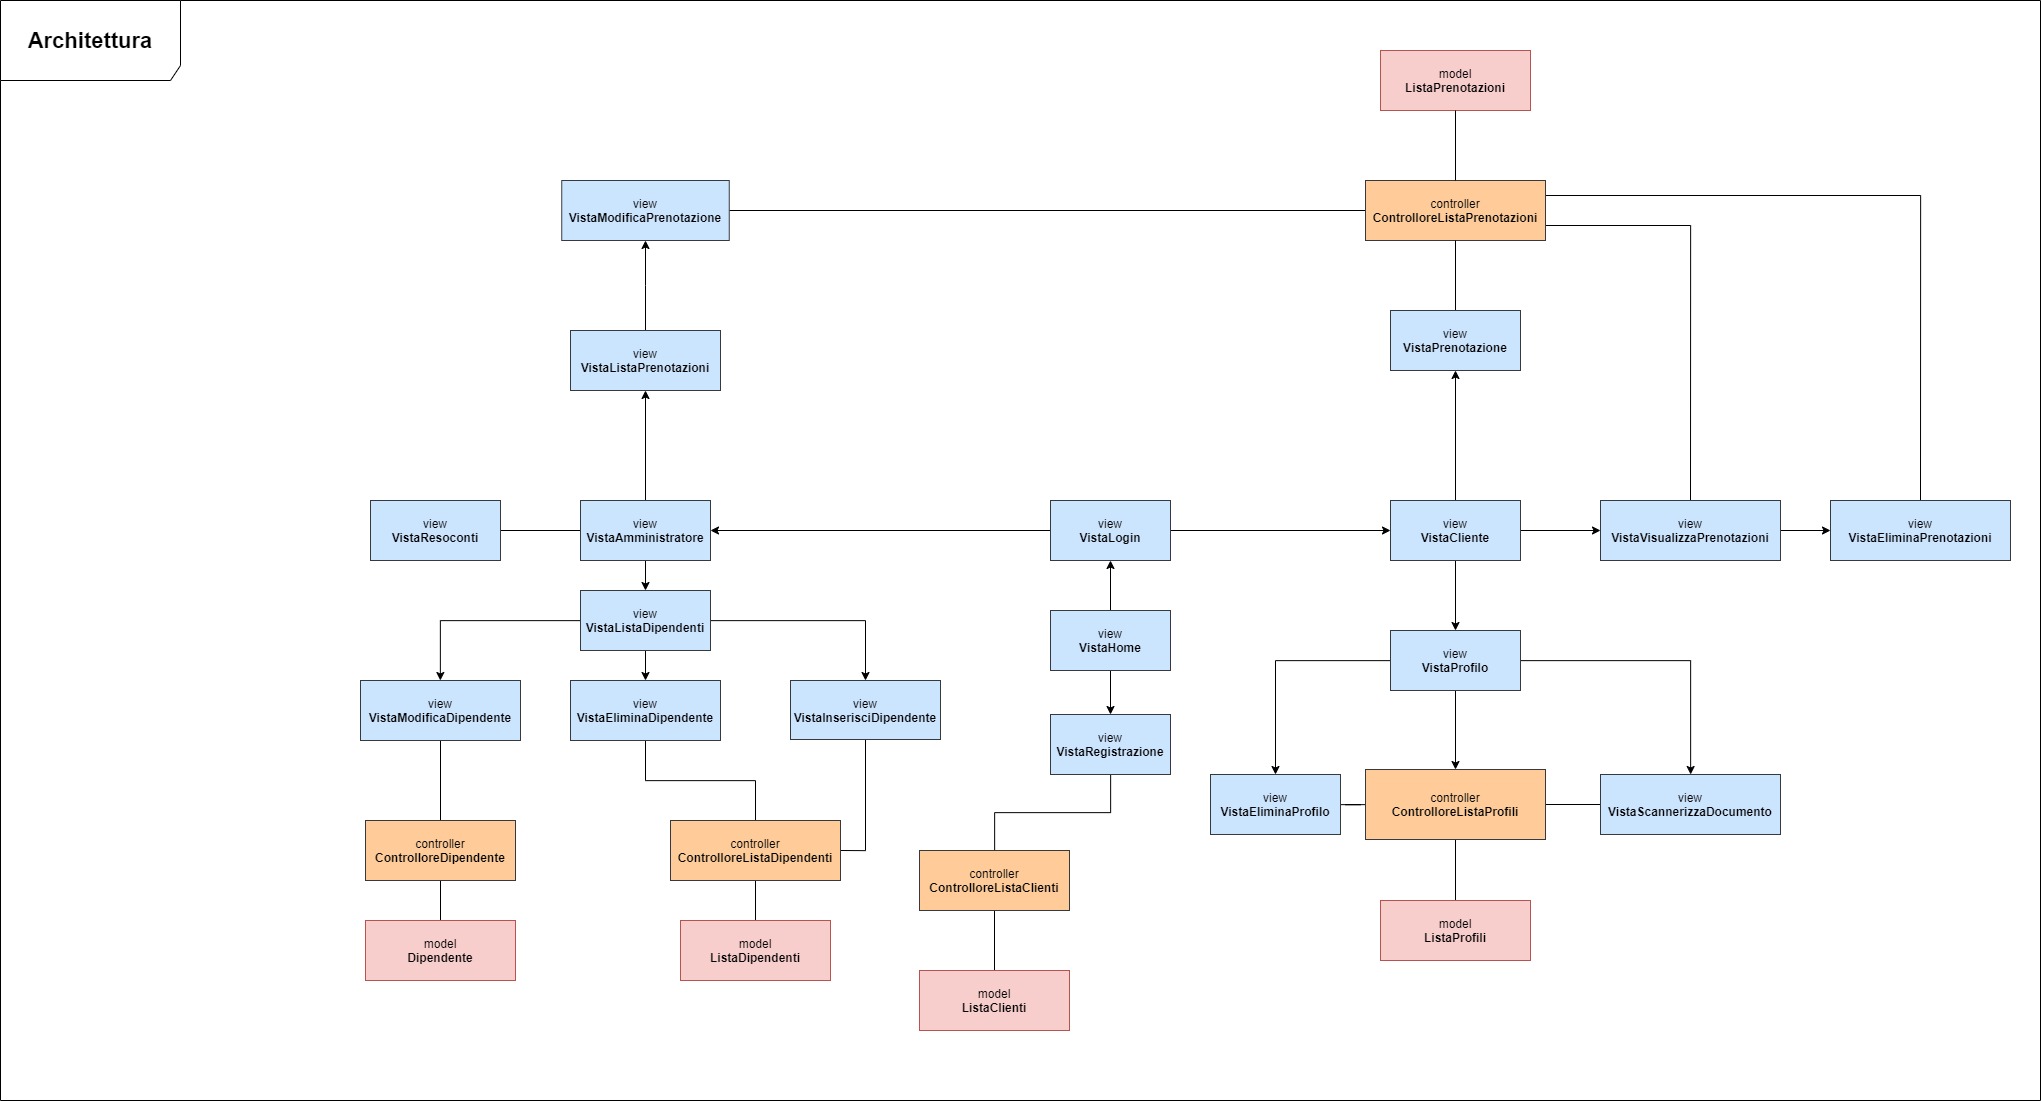 Architettura
model
ListaPrenotazioni
view
VistaModificaPrenotazione
controller
ControlloreListaPrenotazioni
view
VistaListaPrenotazioni
view
VistaPrenotazione
view
VistaResoconti
view
VistaAmministratore
view
VistaLogin
view
VistaCliente
view
VistaVisualizzaPrenotazioni
view
VistaEliminaPrenotazioni
view
VistaListaDipendenti
view
VistaHome
view
VistaProfilo
view
VistaModificaDipendente
view
VistaEliminaDipendente
view
VistaInserisciDipendente
view
VistaRegistrazione
view
VistaEliminaProfilo
controller
ControlloreListaProfili
view
VistaScannerizzaDocumento
controller
ControlloreDipendente
controller
ControlloreListaDipendenti
controller
ControlloreListaClienti
model
Dipendente
model
ListaDipendenti
model
ListaProfili
model
ListaClienti